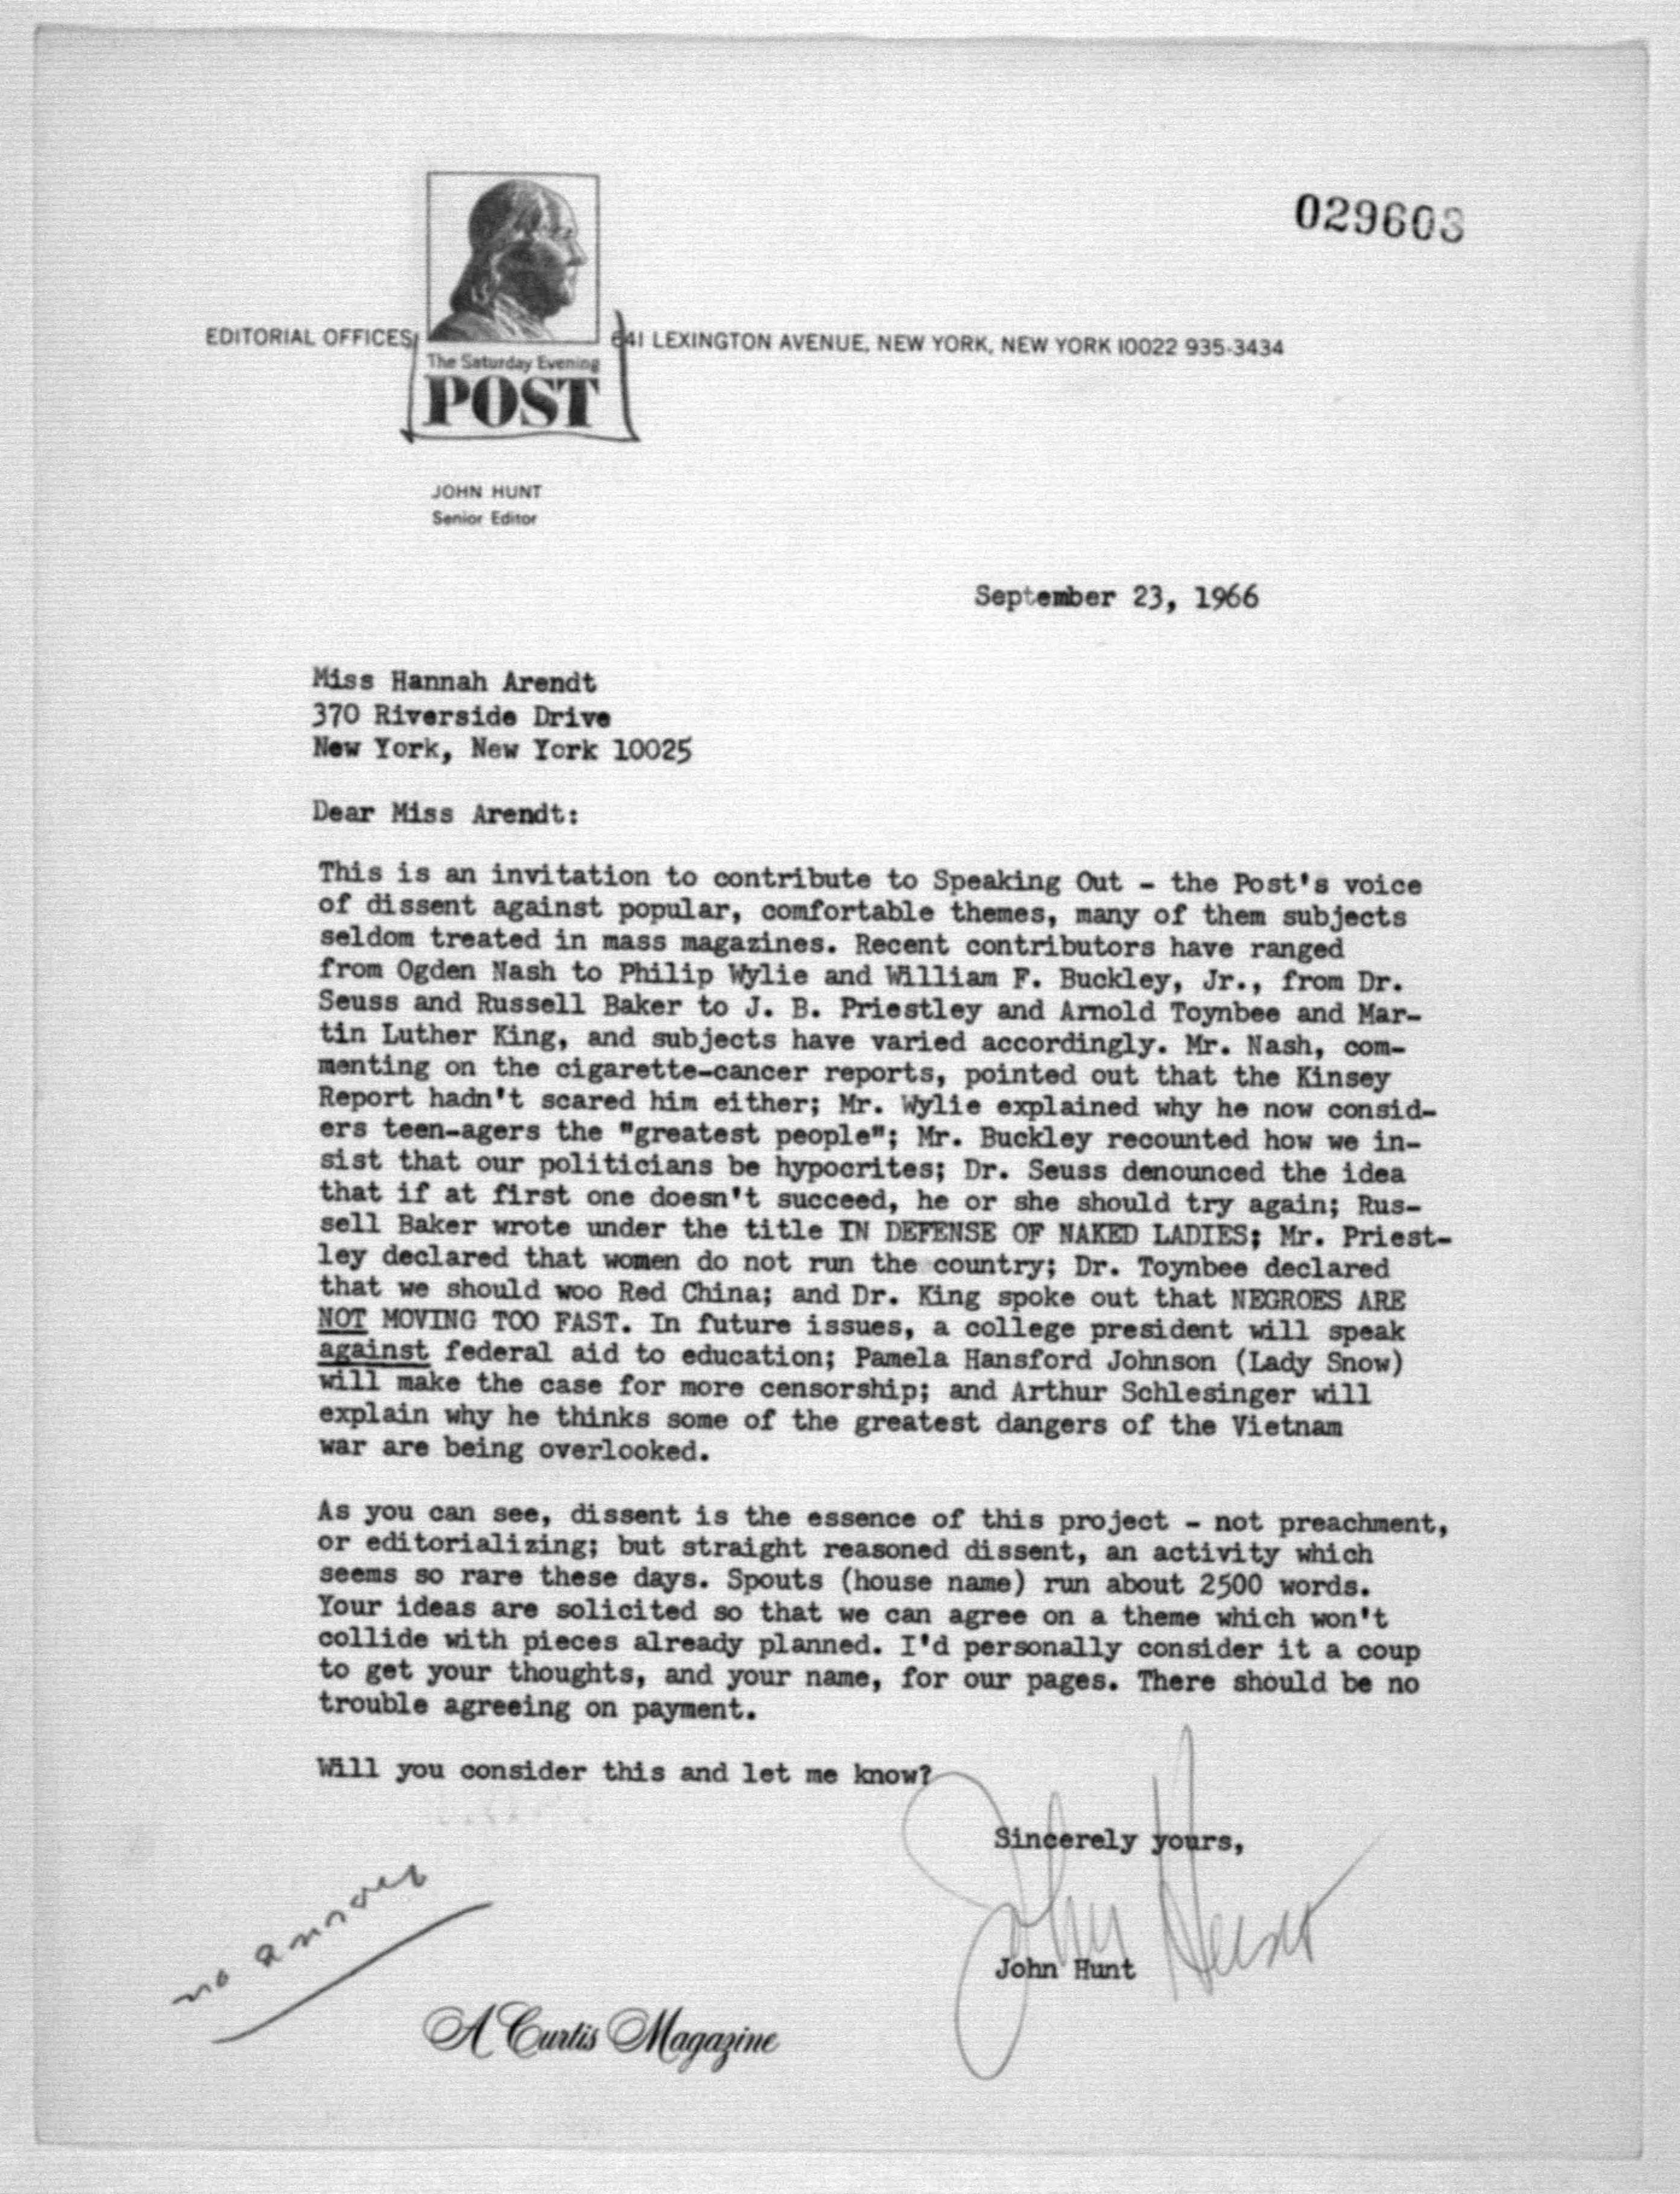 029603
EDITORIAL OFFICES 641 LEXINGTON AVENUE, NEW YORK, NEW YORK 10022 935-3434
The Saturday Evening
POST
JOHN HUNT
Senior Editor
September 23, 1966
Miss Hannah Arendt
370 Riverside Drive
New York, New York 10025
Dear Miss Arendt:
This is an invitation to contribute to Speaking Out - the Post's voice
of dissent against popular, comfortable themes, many of them subjects
seldom treated in mass magazines. Recent contributors have ranged
from Ogden Nash to Philip Wylie and William F. Buckley, Jr., from Dr.
Seuss and Russell Baker to J. B. Priestley and Arnold Toynbee and Mar-
tin Luther King, and subjects have varied accordingly. Mr. Nash, com-
menting on the cigarette-cancer reports, pointed out that the Kinsey
Report hadn't scared him either; Mr. Wylie explained why he now consid-
ers teen-agers the "greatest people"; Mr. Buckley recounted how we in-
sist that our politicians be hypocrites; Dr. Seuss denounced the idea
that if at first one doesn't succeed, he or she should try again; Rus-
sell Baker wrote under the title IN DEFENSE OF NAKED LADIES; Mr. Priest-
ley declared that women do not run the country; Dr. Toynbee declared
that we should woo Red China; and Dr. King spoke out that NEGROES ARE
NOT MOVING TOO FAST. In future issues, a college president will speak
against federal aid to education; Pamela Hansford Johnson (Lady Snow)
will make the case for more censorship; and Arthur Schlesinger will
explain why he thinks some of the greatest dangers of the Vietnam
war are being overlooked.
As you can see, dissent is the essence of this project - not preachment,
or editorializing; but straight reasoned dissent, an activity which
seems so rare these days. Spouts (house name) run about 2500 words.
Your ideas are solicited so that we can agree on a theme which won't
collide with pieces already planned. I'd personally consider it a coup
to get your thoughts, and your name, for our pages. There should be no
trouble agreeing on payment.
Will you consider this and let me know?
Sincerely yours,
John Hunt
John Hunt
no answer
A Curtis Magazine